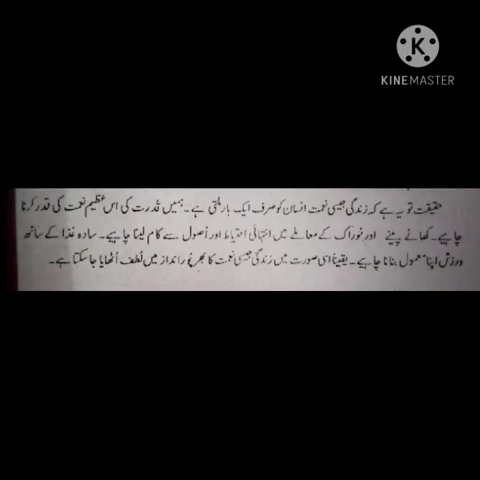 KINEMASTER
حقیقت تو یہ ہے کہ زندگی جیسی نعمت انسان کو صرف ایک بار ملتی ہے۔ ہمیں قدرت کی اس عظیم نعمت کی قدر کرنا
چاہیے۔ کھانے پینے اور خوراک کے معاملے میں انتہائی احتیاط اور اُصول سے کام لینا چاہیے۔ سادہ غذا کے ساتھ
ورزش اپنا معمول بنانا چاہیے۔ یقیناً اسی صورت میں زندگی جیسی نعمت کا بھرپور انداز میں لُطف اُٹھایا جا سکتا ہے۔